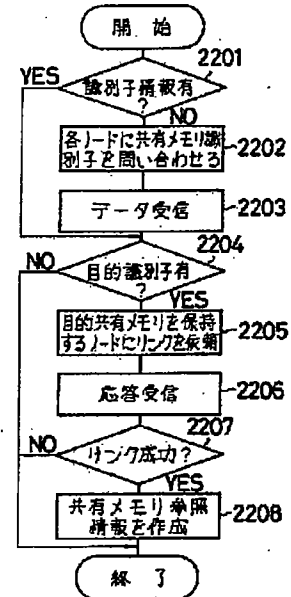 開始
2201
YES
識別子情報有
?
NO
各ノードに共有メモリ識
別子を問い合わせる
2202
データ受信
2203
2204
NO
目的識別子有
?
YES
目的共有メモリを保持
するノードにリンクを依頼
2205
応答受信
2206
2207
NO
リンク成功?
YES
共有メモリ参照
情報を作成
2208
終了